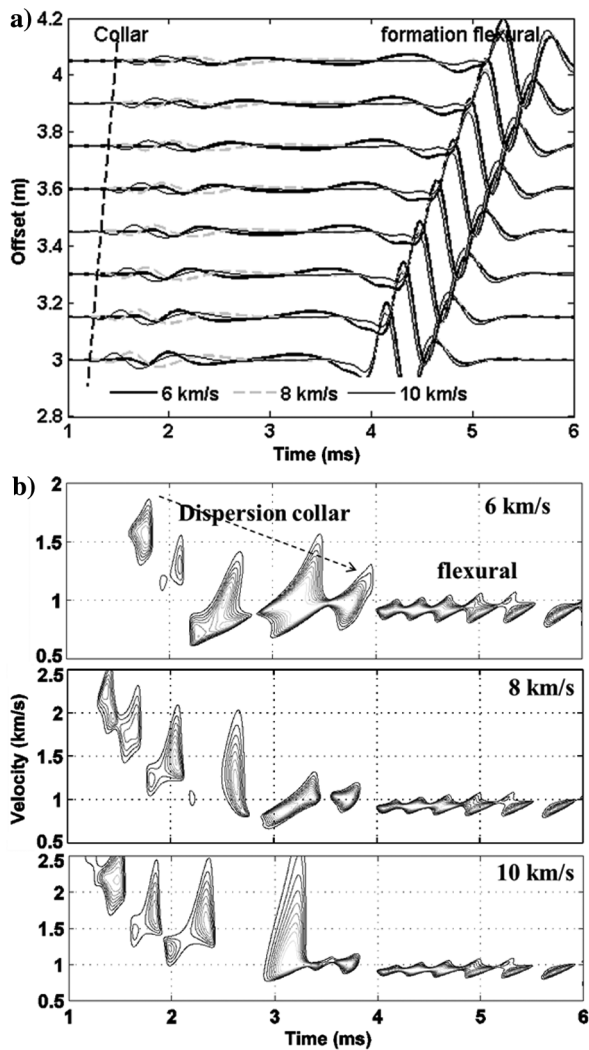 a)
4.2
Collar
formation flexural
4
3.8
3.6
3.4
3.2
3
2.8
Offset (m)
6 km/s
8 km/s
10 km/s
1
2
3
4
5
6
Time (ms)
b)
2
1.5
1
0.5
Dispersion collar
6 km/s
flexural
2.5
2
1.5
1
0.5
8 km/s
Velocity (km/s)
2.5
2
1.5
1
0.5
10 km/s
1
2
3
4
5
6
Time (ms)